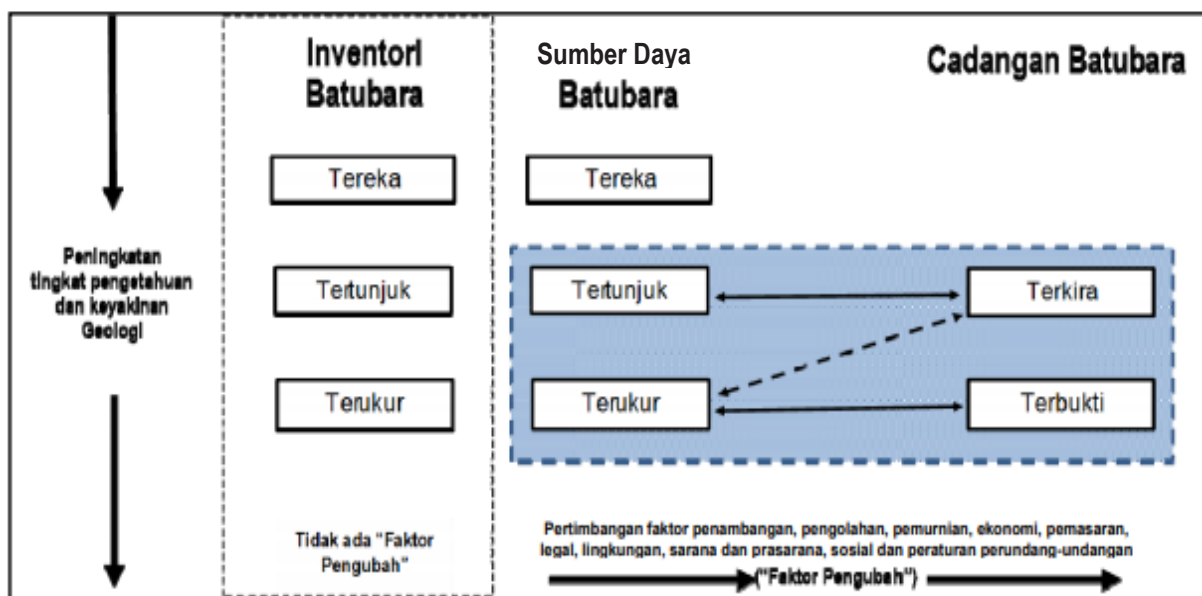 Inventori
Batubara
Sumber Daya
Batubara
Cadangan Batubara
Tereka
Tereka
Peningkatan
tingkat pengetahuan
dan keyakinan
Geologi
Tertunjuk
Tertunjuk
Terkira
Terukur
Terukur
Terbukti
Tidak ada "Faktor
Pengubah"
Pertimbangan faktor penambangan, pengolahan, pemurnian, ekonomi, pemasaran,
legal, lingkungan, sarana dan prasarana, sosial dan peraturan perundang-undangan
("Faktor Pengubah")